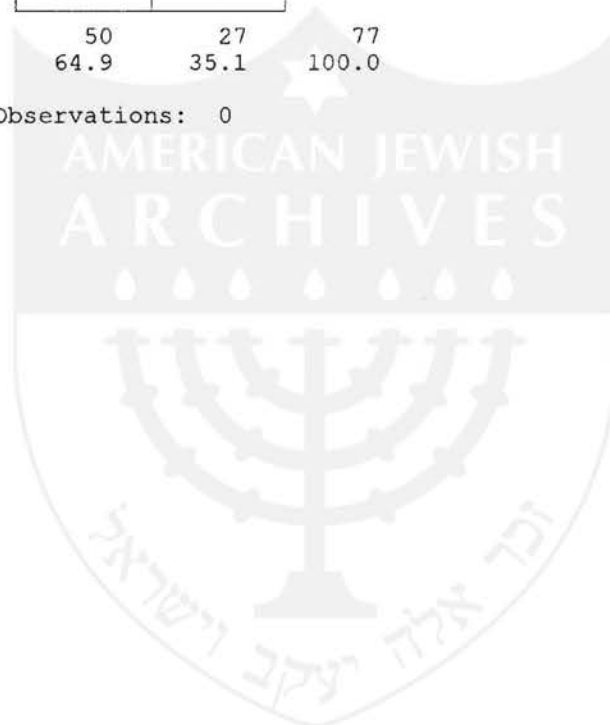 50 27 77
64.9 35.1 100.0
Observations: 0
AMERICAN JEWISH
ARCHIVES
זכר אלה יעקב וישראל